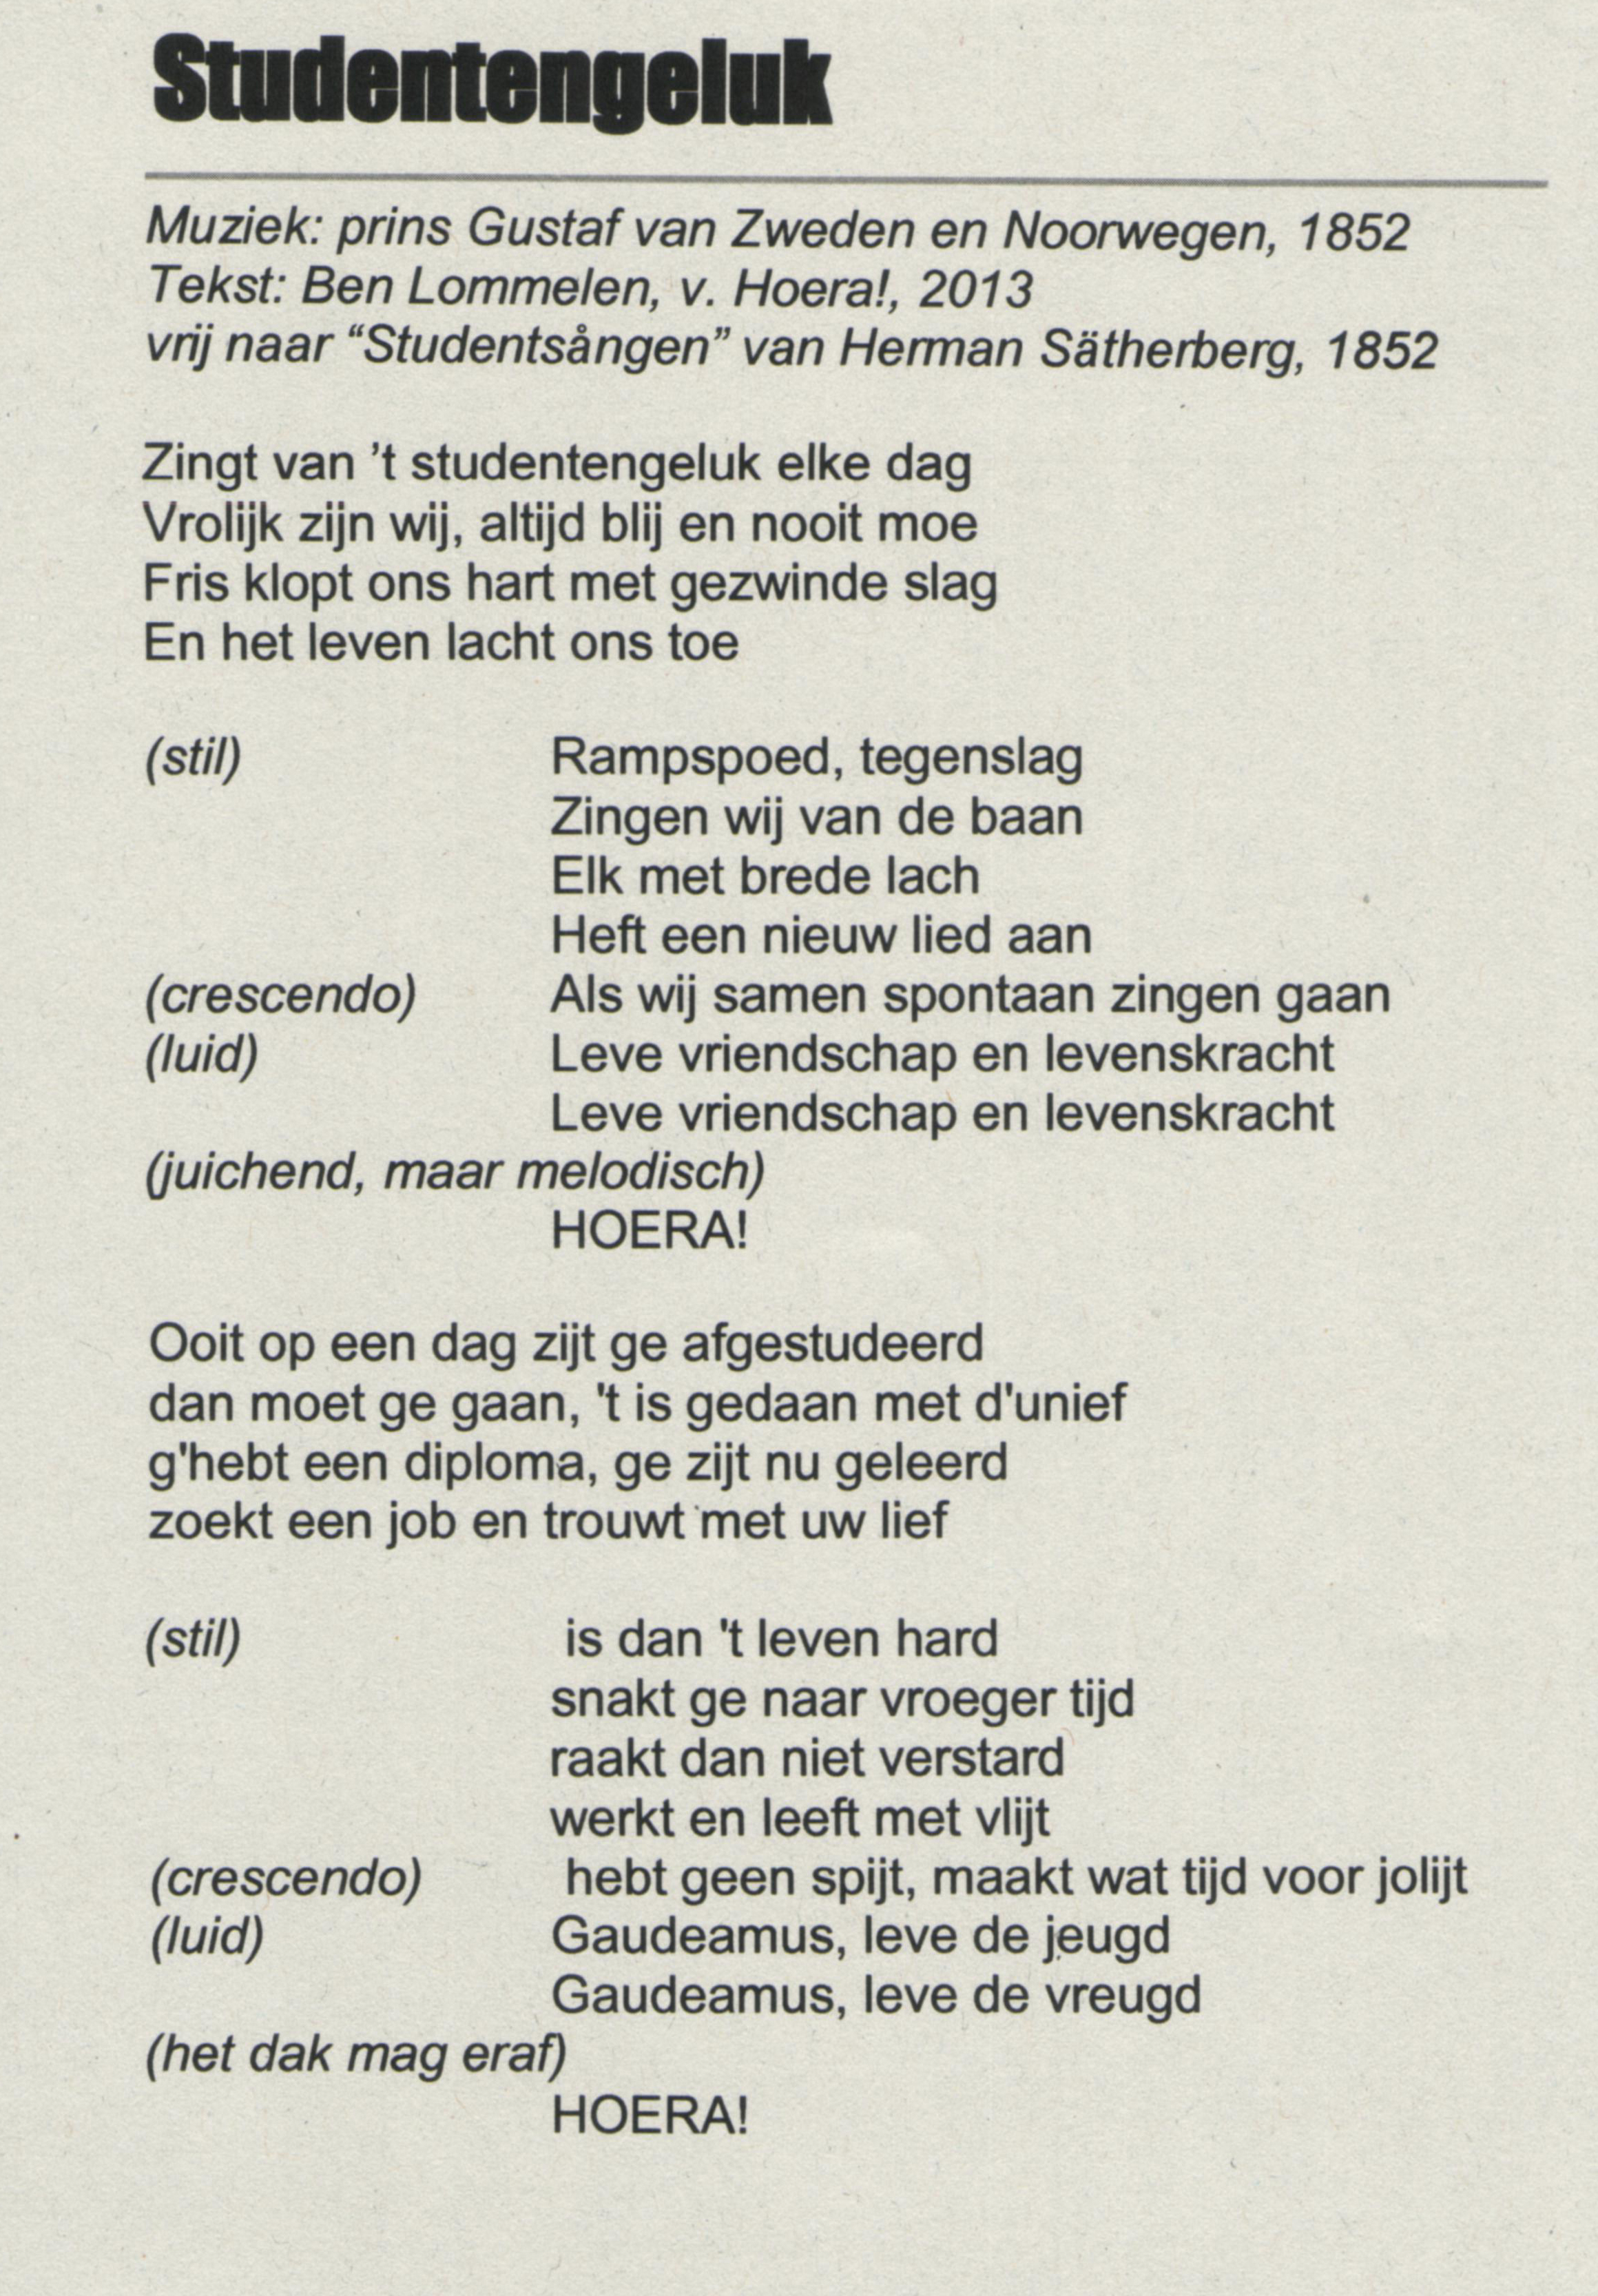 Studentengeluk
Muziek: prins Gustaf van Zweden en Noorwegen, 1852
Tekst: Ben Lommelen, v. Hoera!, 2013
vrij naar “Studentsången” van Herman Sätherberg, 1852
Zingt van ’t studentengeluk elke dag
Vrolijk zijn wij, altijd blij en nooit moe
Fris klopt ons hart met gezwinde slag
En het leven lacht ons toe
(stil) Rampspoed, tegenslag
Zingen wij van de baan
Elk met brede lach
Heft een nieuw lied aan
(crescendo) Als wij samen spontaan zingen gaan
(luid) Leve vriendschap en levenskracht
Leve vriendschap en levenskracht
(juichend, maar melodisch)
HOERA!
Ooit op een dag zijt ge afgestudeerd
dan moet ge gaan, 't is gedaan met d'unief
g'hebt een diploma, ge zijt nu geleerd
zoekt een job en trouwt met uw lief
(stil) is dan 't leven hard
snakt ge naar vroeger tijd
raakt dan niet verstard
werkt en leeft met vlijt
(crescendo) hebt geen spijt, maakt wat tijd voor jolijt
(luid) Gaudeamus, leve de jeugd
Gaudeamus, leve de vreugd
(het dak mag eraf)
HOERA!